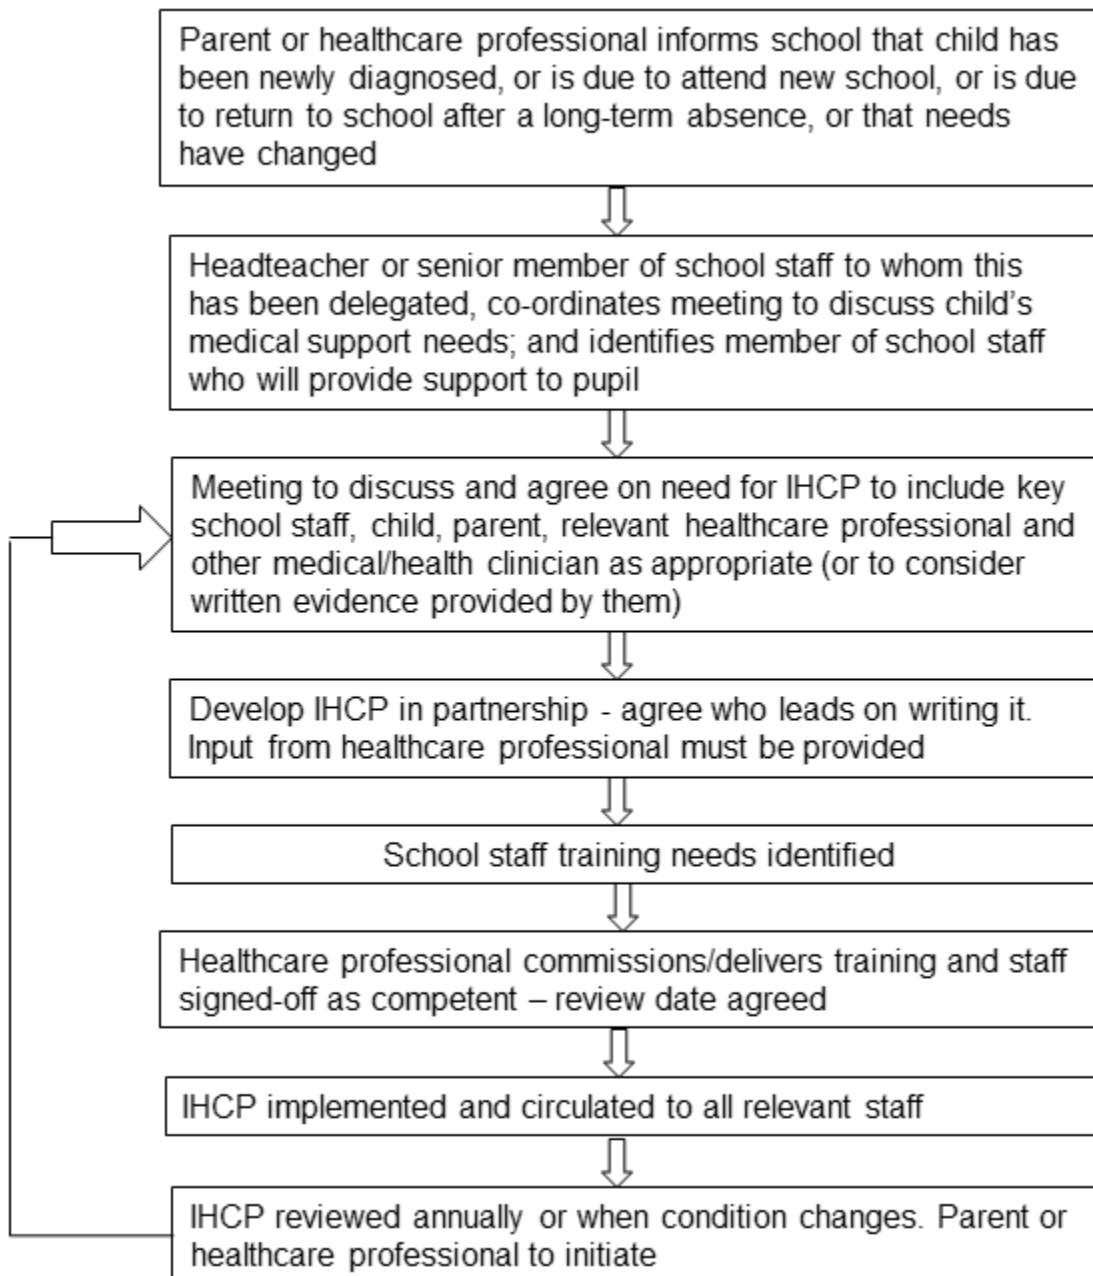 Parent or healthcare professional informs school that child has
been newly diagnosed, or is due to attend new school, or is due
to return to school after a long-term absence, or that needs
have changed
Headteacher or senior member of school staff to whom this
has been delegated, co-ordinates meeting to discuss child’s
medical support needs; and identifies member of school staff
who will provide support to pupil
Meeting to discuss and agree on need for IHCP to include key
school staff, child, parent, relevant healthcare professional and
other medical/health clinician as appropriate (or to consider
written evidence provided by them)
Develop IHCP in partnership - agree who leads on writing it.
Input from healthcare professional must be provided
School staff training needs identified
Healthcare professional commissions/delivers training and staff
signed-off as competent – review date agreed
IHCP implemented and circulated to all relevant staff
IHCP reviewed annually or when condition changes. Parent or
healthcare professional to initiate